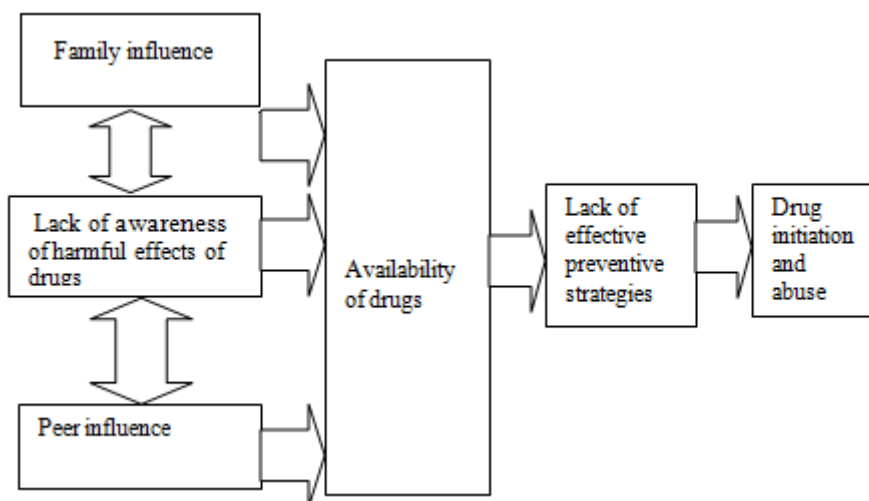 Family influence
Lack of awareness
of harmful effects of
drugs
Peer influence
Availability
of drugs
Lack of
effective
preventive
strategies
Drug
initiation
and
abuse